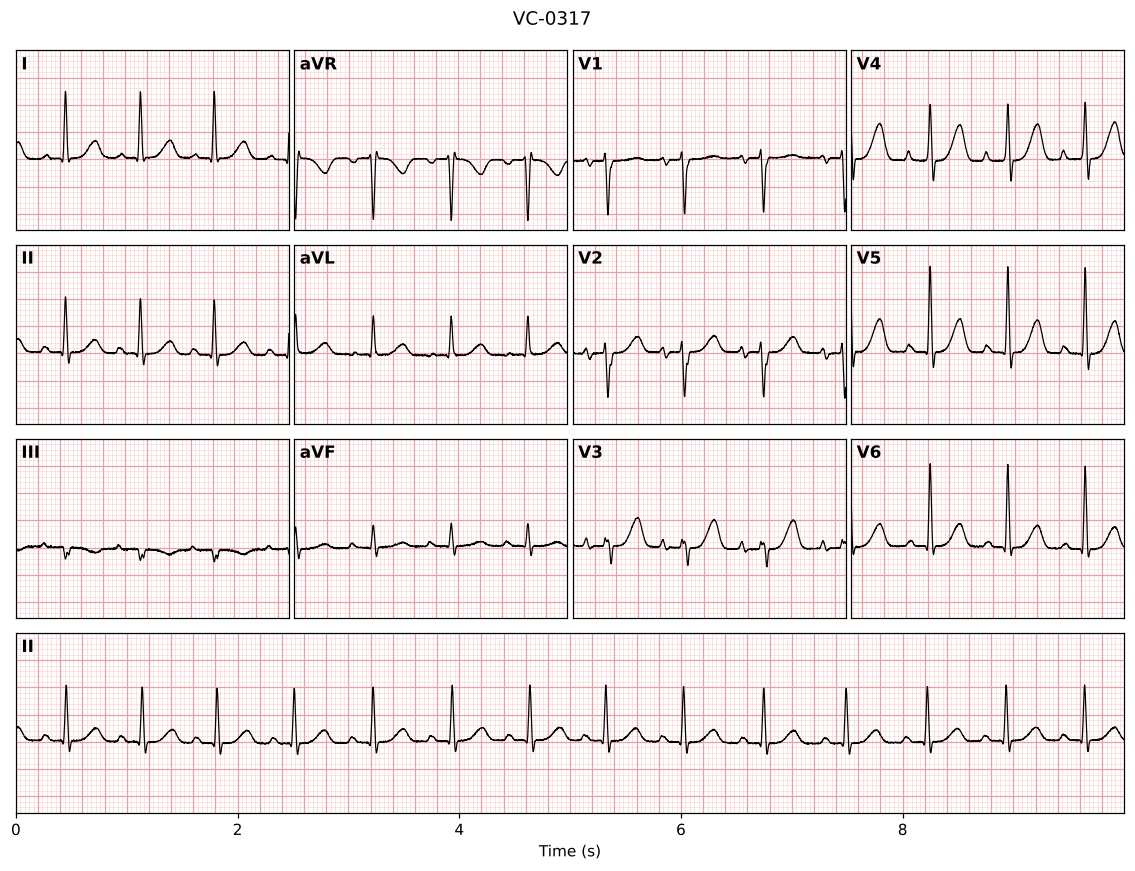 VC-0317
I aVR V1 V4
II aVL V2 V5
III aVF V3 V6
II
0 2 4 6 8
Time (s)